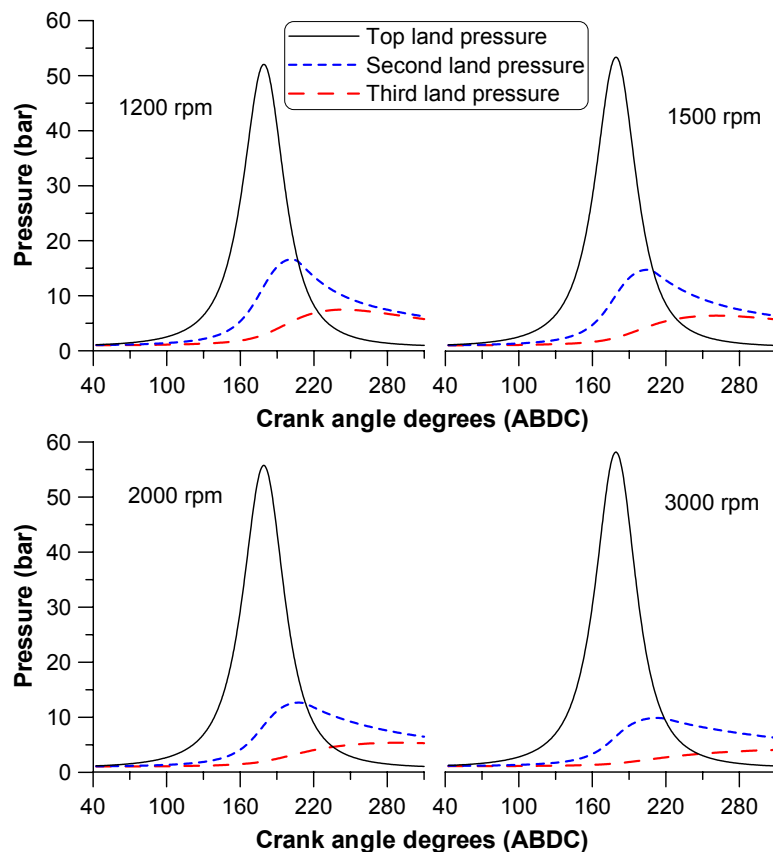 60
50
40
30
20
10
0
Pressure (bar)
1200 rpm
Top land pressure
Second land pressure
Third land pressure
1500 rpm
40 100 160 220 280
40 100 160 220 280
Crank angle degrees (ABDC)
60
50
40
30
20
10
0
Pressure (bar)
2000 rpm
3000 rpm
40 100 160 220 280
40 100 160 220 280
Crank angle degrees (ABDC)